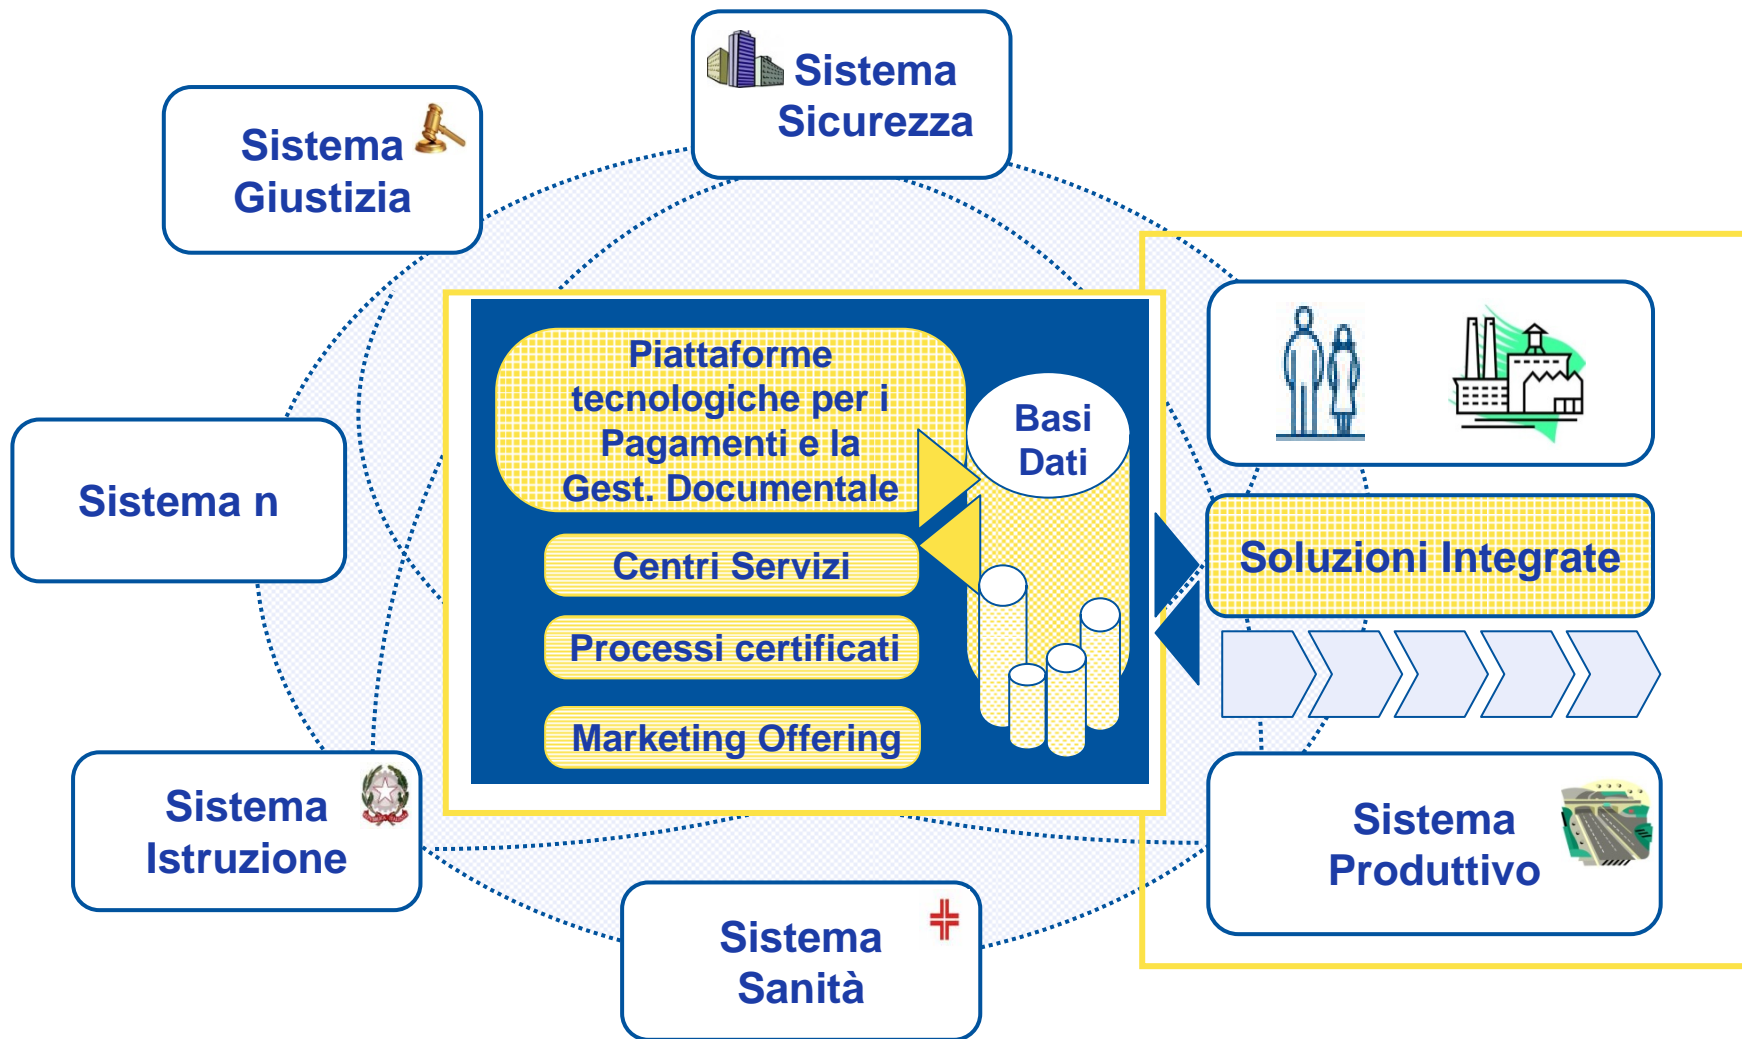 Sistema
Sicurezza
Sistema
Giustizia
Piattaforme
tecnologiche per i
Pagamenti e la
Gest. Documentale
Basi
Dati
Sistema n
Centri Servizi
Soluzioni Integrate
Processi certificati
Marketing Offering
Sistema
Istruzione
Sistema
Produttivo
Sistema
Sanità